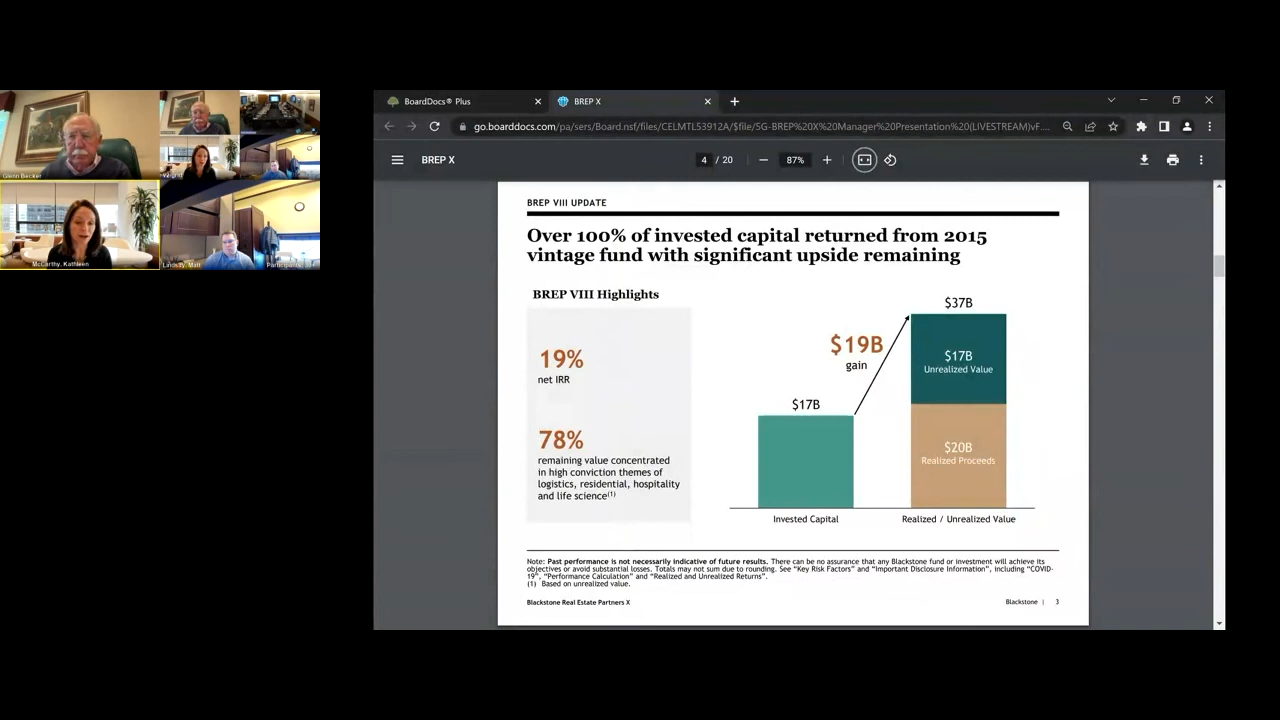 Glenn Becker
McCarthy, Kathleen
Lindsay, Matt
BoardDocs® Plus
BREP X
go.boarddocs.com/pa/sers/Board.nsf/files/CELMTL53912A/$file/SG-BREP%20X%20Manager%20Presentation%20(LIVESTREAM)vF....
BREP X
4 / 20
87%
BREP VIII UPDATE
Over 100% of invested capital returned from 2015
vintage fund with significant upside remaining
BREP VIII Highlights
19%
net IRR
78%
remaining value concentrated
in high conviction themes of
logistics, residential, hospitality
and life science(1)
$37B
$19B
gain
$17B
Unrealized Value
$17B
$20B
Realized Proceeds
Invested Capital
Realized / Unrealized Value
Note: Past performance is not necessarily indicative of future results. There can be no assurance that any Blackstone fund or investment will achieve its
objectives or avoid substantial losses. Totals may not sum due to rounding. See “Key Risk Factors” and “Important Disclosure Information”, including “COVID-
19”, “Performance Calculation” and “Realized and Unrealized Returns”.
(1) Based on unrealized value.
Blackstone Real Estate Partners X
Blackstone | 3